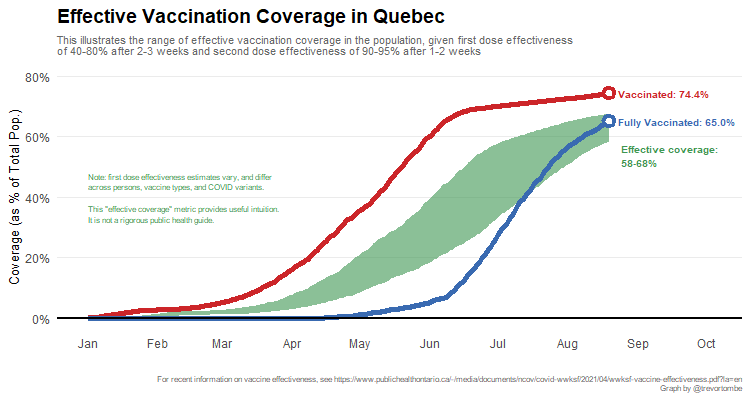 Effective Vaccination Coverage in Quebec
This illustrates the range of effective vaccination coverage in the population, given first dose effectiveness
of 40-80% after 2-3 weeks and second dose effectiveness of 90-95% after 1-2 weeks
Coverage (as % of Total Pop.)
80%
60%
40%
20%
0%
Vaccinated: 74.4%
Fully Vaccinated: 65.0%
Effective coverage:
58-68%
Note: first dose effectiveness estimates vary, and differ
across persons, vaccine types, and COVID variants.
This "effective coverage" metric provides useful intuition.
It is not a rigorous public health guide.
Jan Feb Mar Apr May Jun Jul Aug Sep Oct
For recent information on vaccine effectiveness, see https://www.publichealthontario.ca/-/media/documents/ncov/covid-wwksf/2021/04/wwksf-vaccine-effectiveness.pdf?la=en
Graph by @trevortombe